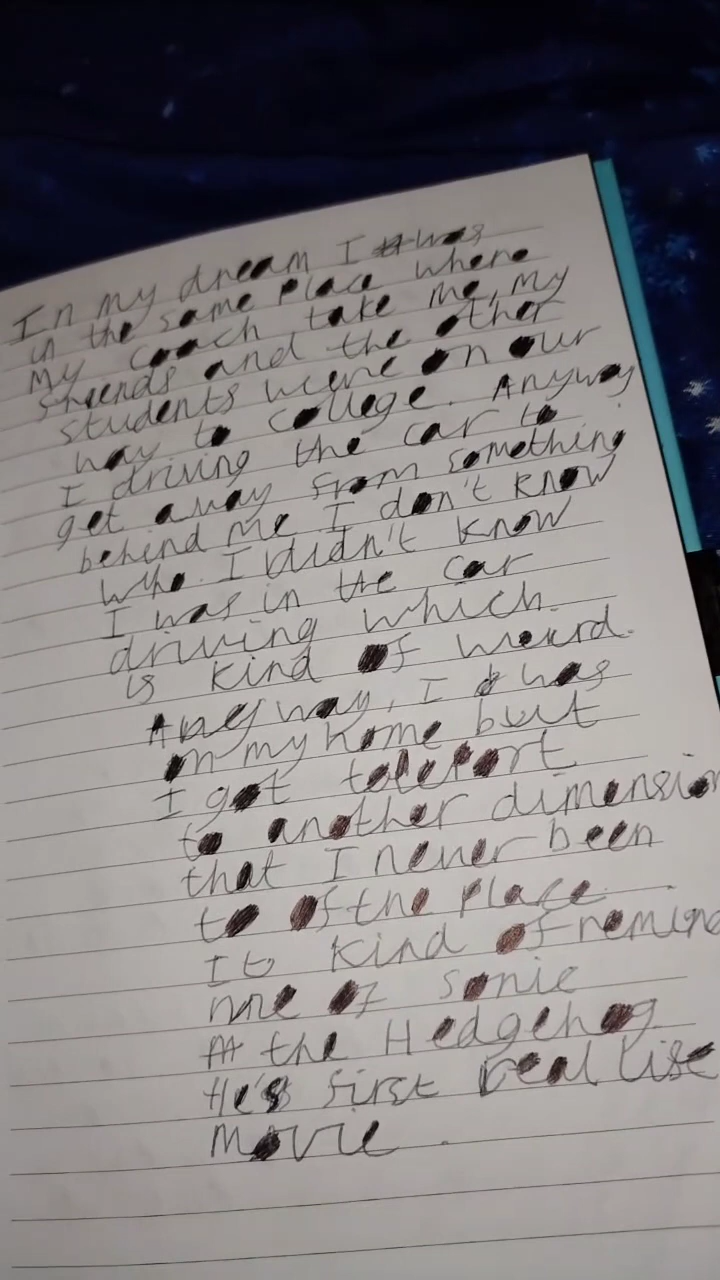 In my dream I was
in the same place where
my coach take me, my
friends and the other
students were on our
way to college. Anyway
I driving the car to
get away from something
behind me I don't know
who. I didn't know
I was in the car
driving which
is kind of weird.
Anyway, I was
on my home but
I got teleport
to another dimension
that I never been
to of the place.
It kind of remind
me of sonic
the Hedgehog
He's first real life
movie.